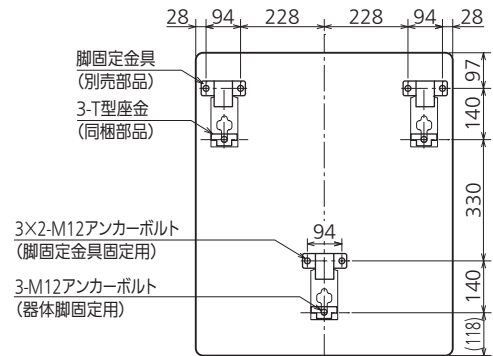 28 94 228 228 94 28
脚固定金具
(別売部品)
3-T型座金
(同梱部品)
97
140
330
3×2-M12アンカーボルト
(脚固定金具固定用)
94
3-M12アンカーボルト
(器体脚固定用)
140
(118)